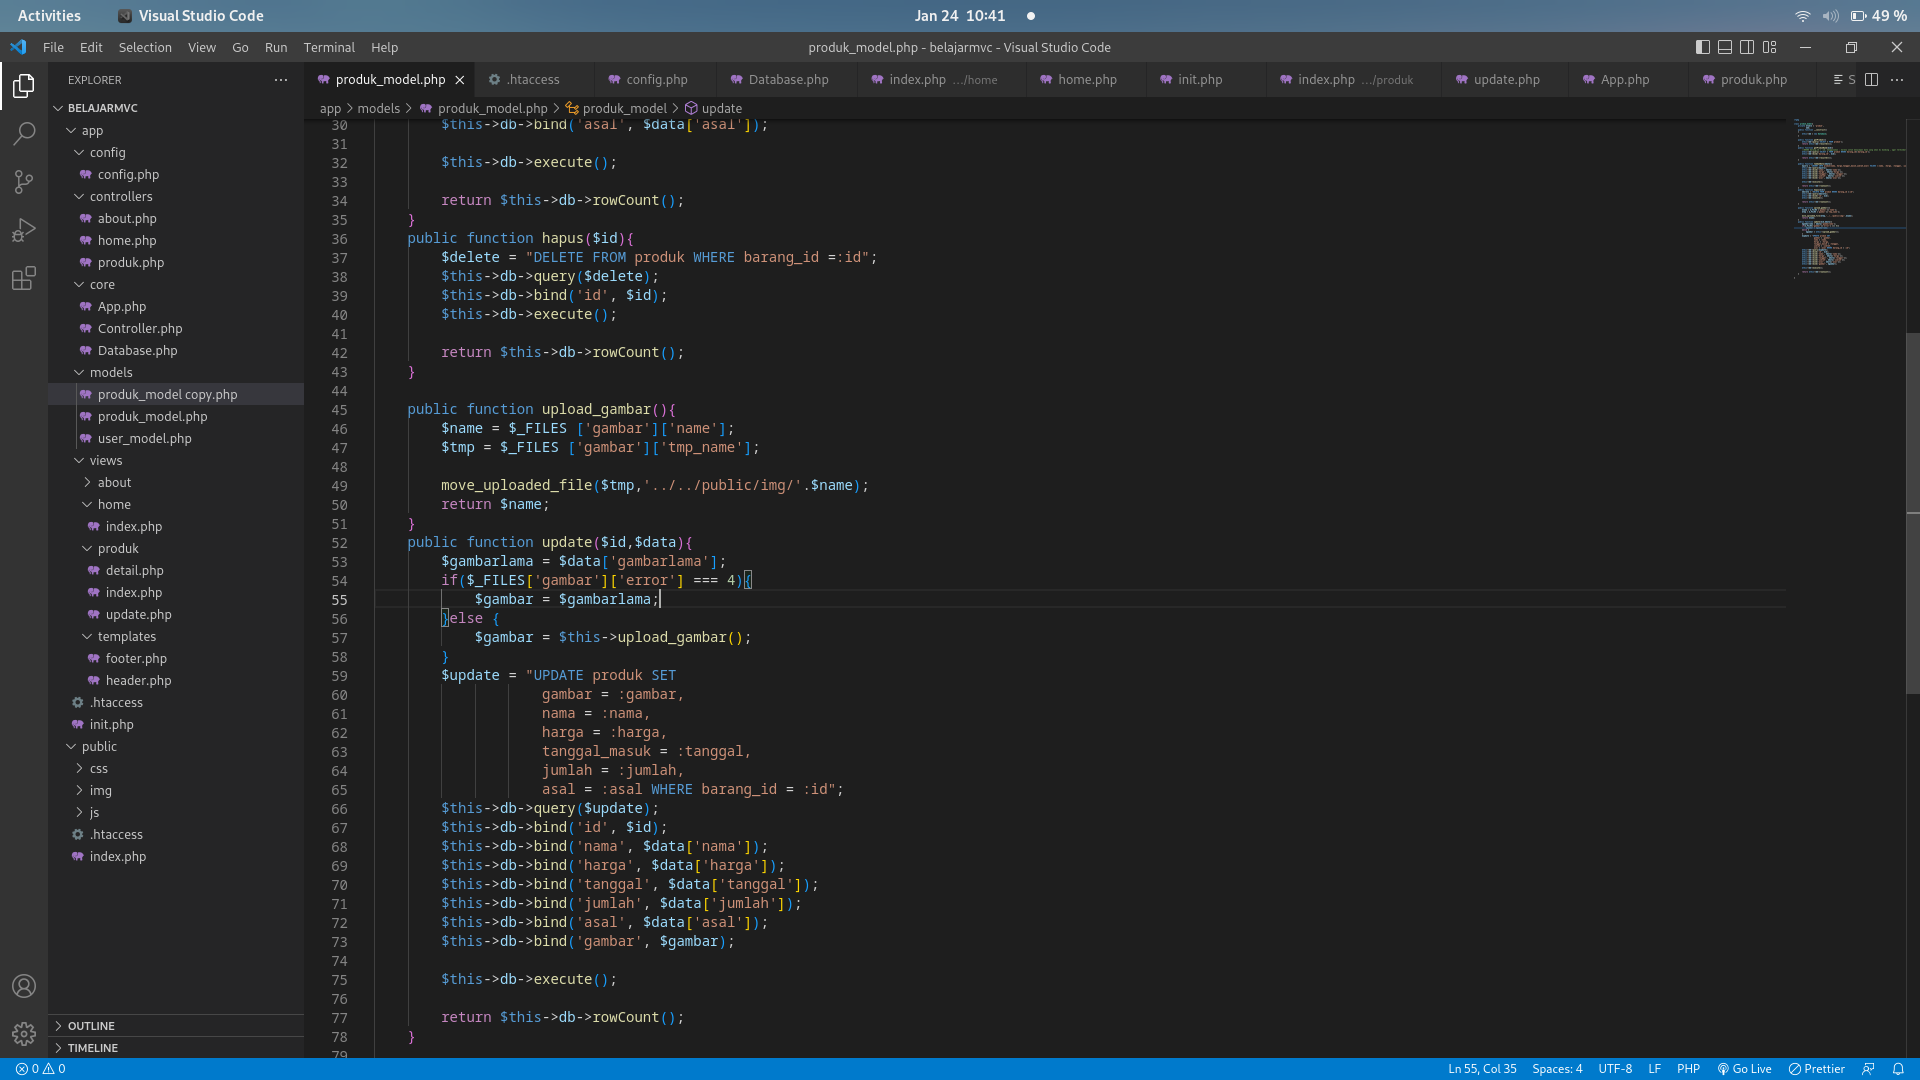 Activities
Visual Studio Code
Jan 24 10:41
49 %
File Edit Selection View Go Run Terminal Help
produk_model.php - belajarmvc - Visual Studio Code
EXPLORER
produk_model.php
.htaccess
config.php
Database.php
index.php .../home
home.php
init.php
index.php .../produk
update.php
App.php
produk.php
S
app > models > produk_model.php > produk_model > update
BELAJARMVC
app
config
config.php
controllers
about.php
home.php
produk.php
core
App.php
Controller.php
Database.php
models
produk_model copy.php
produk_model.php
user_model.php
views
about
home
index.php
produk
detail.php
index.php
update.php
templates
footer.php
header.php
.htaccess
init.php
public
css
img
js
.htaccess
index.php
OUTLINE
TIMELINE
30 $this->db->bind('asal', $data['asal']);
31
32 $this->db->execute();
33
34 return $this->db->rowCount();
35 }
36 public function hapus($id){
37 $delete = "DELETE FROM produk WHERE barang_id =:id";
38 $this->db->query($delete);
39 $this->db->bind('id', $id);
40 $this->db->execute();
41
42 return $this->db->rowCount();
43 }
44
45 public function upload_gambar(){
46 $name = $_FILES ['gambar']['name'];
47 $tmp = $_FILES ['gambar']['tmp_name'];
48
49 move_uploaded_file($tmp,'../../public/img/'.$name);
50 return $name;
51 }
52 public function update($id,$data){
53 $gambarlama = $data['gambarlama'];
54 if($_FILES['gambar']['error'] === 4){
55 $gambar = $gambarlama;
56 }else {
57 $gambar = $this->upload_gambar();
58 }
59 $update = "UPDATE produk SET
60 gambar = :gambar,
61 nama = :nama,
62 harga = :harga,
63 tanggal_masuk = :tanggal,
64 jumlah = :jumlah,
65 asal = :asal WHERE barang_id = :id";
66 $this->db->query($update);
67 $this->db->bind('id', $id);
68 $this->db->bind('nama', $data['nama']);
69 $this->db->bind('harga', $data['harga']);
70 $this->db->bind('tanggal', $data['tanggal']);
71 $this->db->bind('jumlah', $data['jumlah']);
72 $this->db->bind('asal', $data['asal']);
73 $this->db->bind('gambar', $gambar);
74
75 $this->db->execute();
76
77 return $this->db->rowCount();
78 }
79
0 0
Ln 55, Col 35 Spaces: 4 UTF-8 LF PHP Go Live Prettier